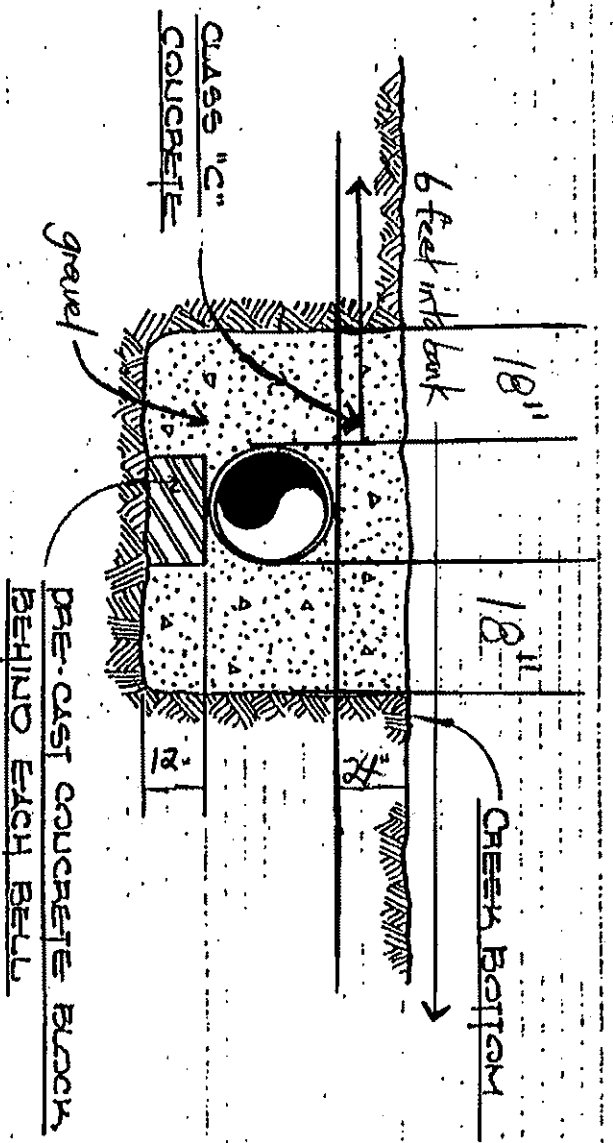 18"
18"
6 feet into bank
CREEK BOTTOM
CLASS "C"
CONCRETE
24"
gravel
12"
PRE-CAST CONCRETE BLOCK,
BEHIND EACH BELL